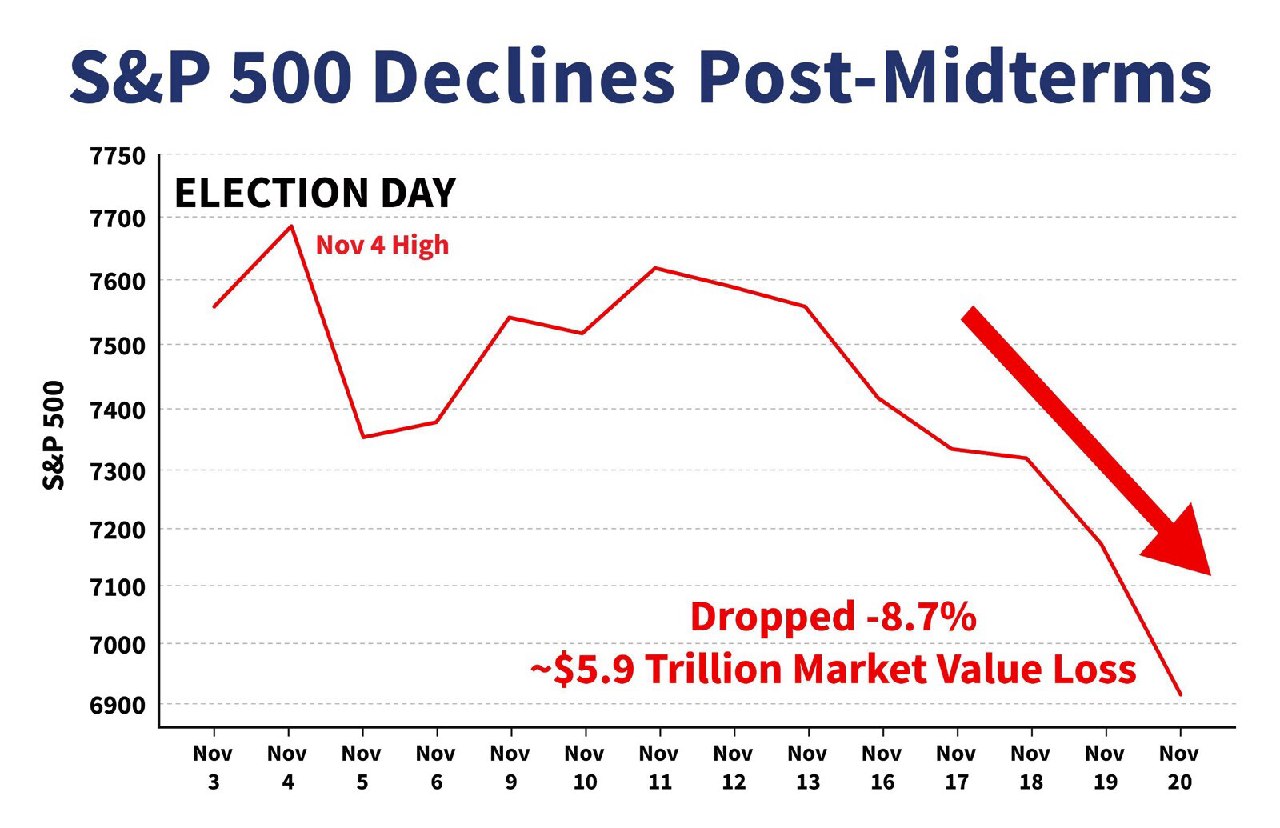 S&P 500 Declines Post-Midterms
7750
ELECTION DAY
7700
Nov 4 High
7600
7500
7400
S&P 500
7300
7200
7100
Dropped -8.7%
7000
~$5.9 Trillion Market Value Loss
6900
Nov Nov Nov Nov Nov Nov Nov Nov Nov Nov Nov Nov Nov Nov
3 4 5 6 9 10 11 12 13 16 17 18 19 20